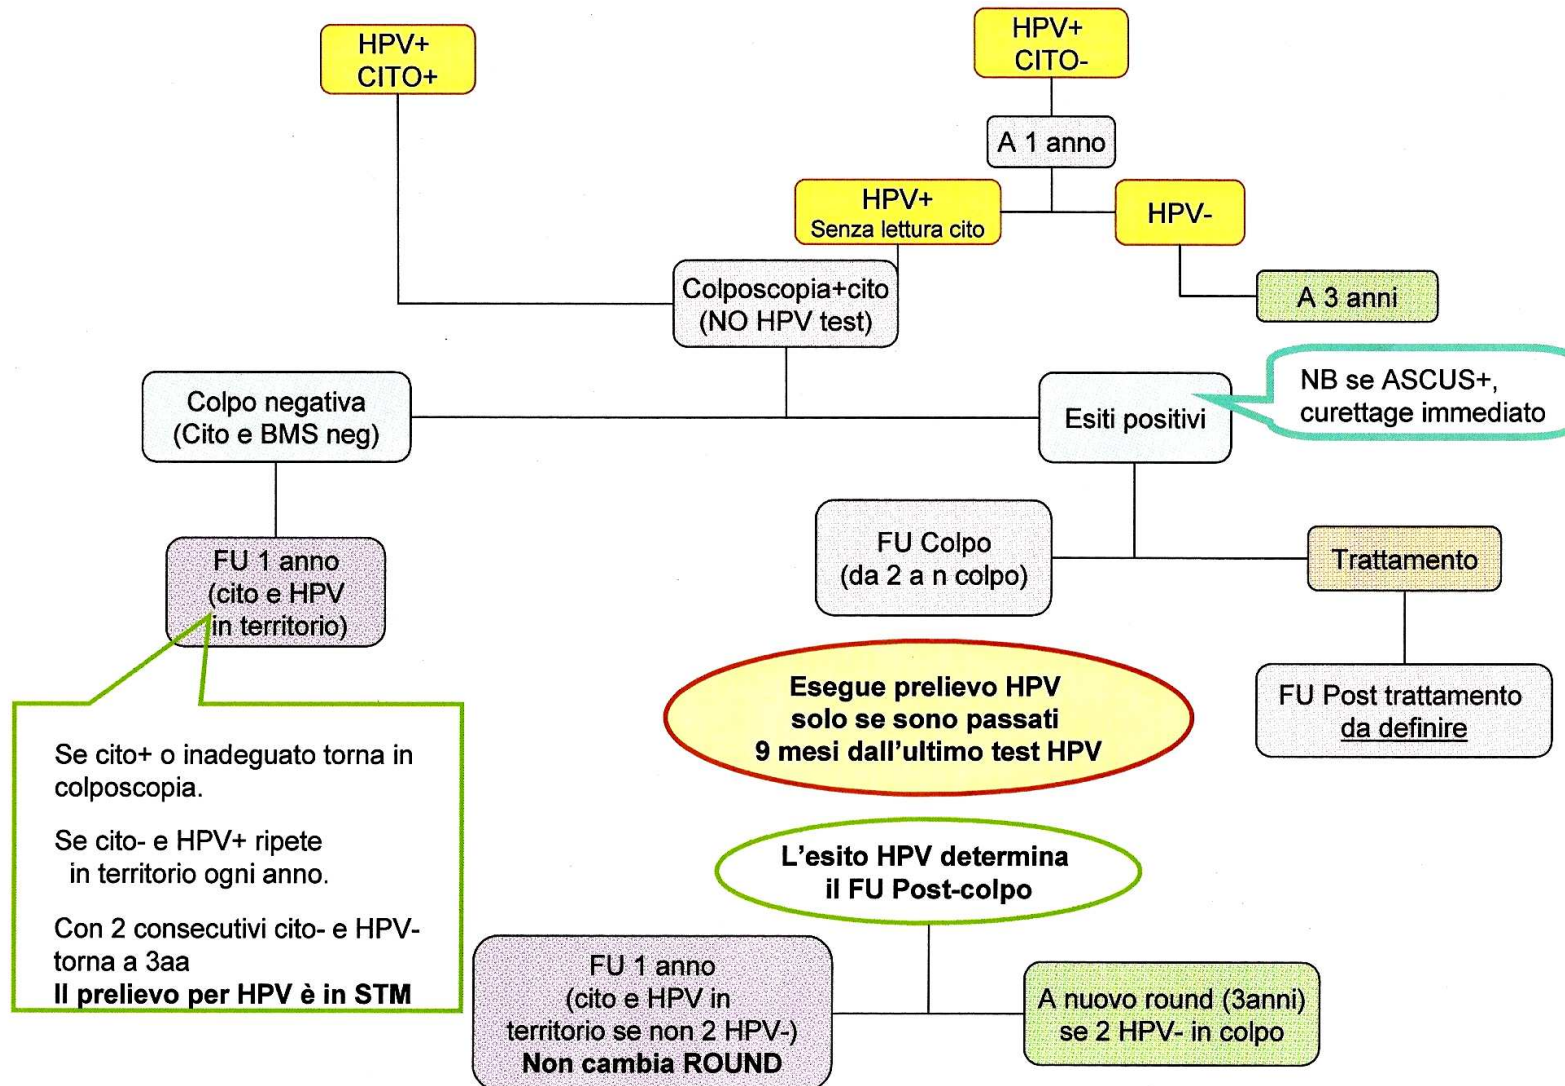 HPV+
CITO+
HPV+
CITO-
A 1 anno
HPV+
Senza lettura cito
HPV-
Colposcopia+cito
(NO HPV test)
A 3 anni
Colpo negativa
(Cito e BMS neg)
Esiti positivi
NB se ASCUS+,
curettage immediato
FU 1 anno
(cito e HPV
in territorio)
FU Colpo
(da 2 a n colpo)
Trattamento
Esegue prelievo HPV
solo se sono passati
9 mesi dall'ultimo test HPV
FU Post trattamento
da definire
Se cito+ o inadeguato torna in
colposcopia.
Se cito- e HPV+ ripete
in territorio ogni anno.
Con 2 consecutivi cito- e HPV-
torna a 3aa
Il prelievo per HPV è in STM
L'esito HPV determina
il FU Post-colpo
FU 1 anno
(cito e HPV in
territorio se non 2 HPV-)
Non cambia ROUND
A nuovo round (3anni)
se 2 HPV- in colpo